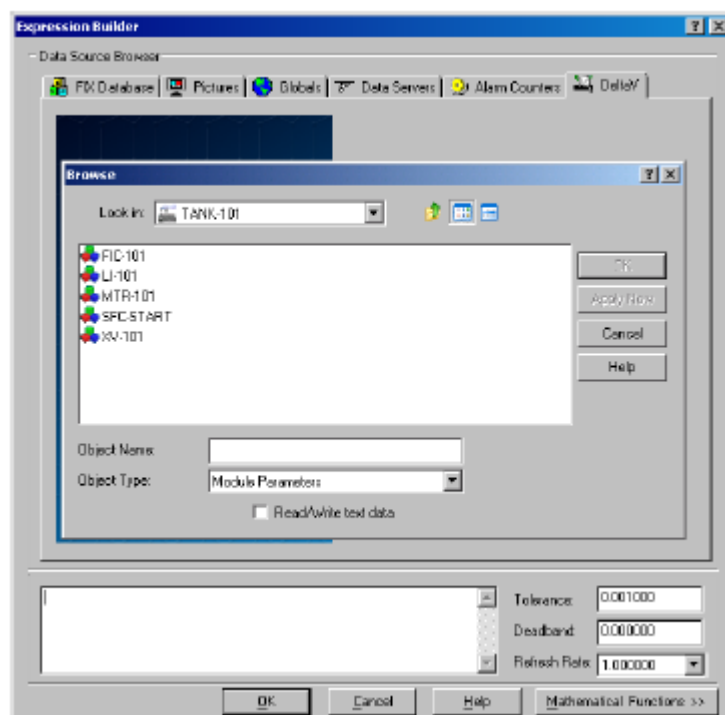 Expression Builder
Data Source Browser
FIX Database Pictures Globals Data Servers Alarm Counters DeltaV
Browse
Look in: TANK-101
FIC-101
LI-101
MTR-101
SFC-START
XV-101
OK
Apply Now
Cancel
Help
Object Name:
Object Type: Module Parameters
Read/Write text data
Tolerance: 0.001000
Deadband: 0.000000
Refresh Rate: 1.000000
OK Cancel Help Mathematical Functions >>